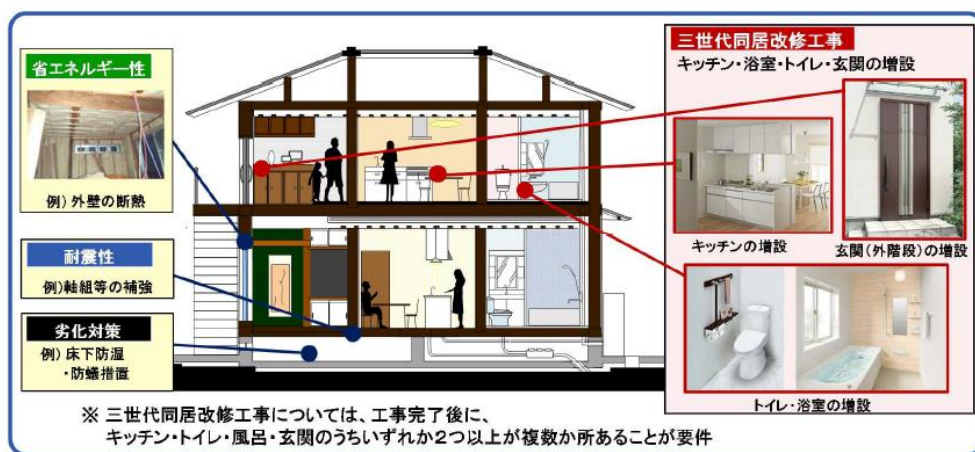 省エネルギー性
例）外壁の断熱
耐震性
例）軸組等の補強
劣化対策
例）床下防湿
・防蟻措置
三世代同居改修工事
キッチン・浴室・トイレ・玄関の増設
キッチンの増設
玄関（外階段）の増設
トイレ・浴室の増設
※ 三世代同居改修工事については、工事完了後に、
キッチン・トイレ・風呂・玄関のうちいずれか２つ以上が複数か所あることが要件